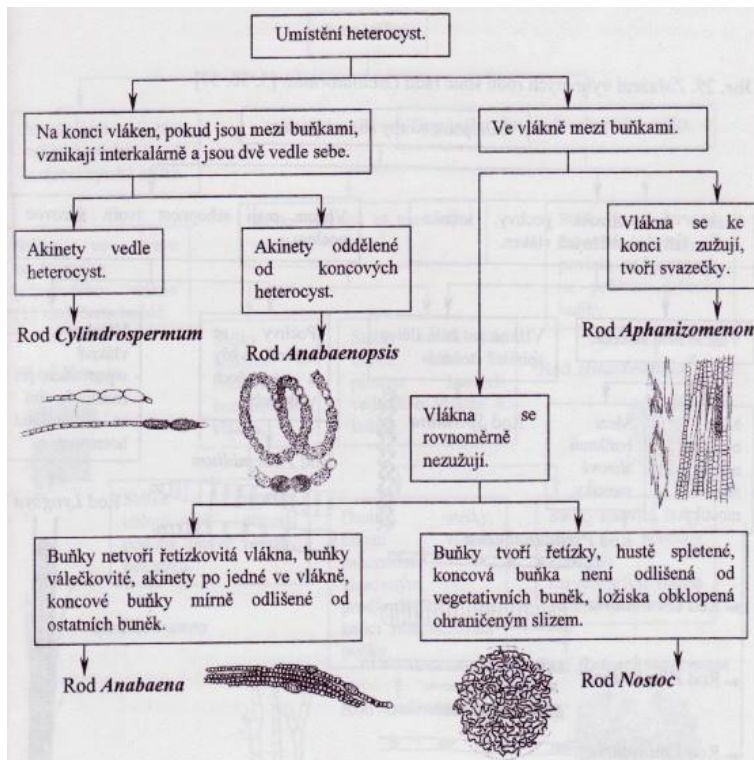 Umístění heterocyst.
Na konci vláken, pokud jsou mezi buňkami,
vznikají interkalárně a jsou dvě vedle sebe.
Ve vlákně mezi buňkami.
Akinety vedle
heterocyst.
Akinety oddělené
od koncových
heterocyst.
Vlákna se ke
konci zužují,
tvoří svazečky.
Rod Cylindrospermum
Rod Anabaenopsis
Rod Aphanizomenon
Vlákna se
rovnoměrně
nezužují.
Buňky netvoří řetízkovitá vlákna, buňky
válečkovité, akinety po jedné ve vlákně,
koncové buňky mírně odlišené od
ostatních buněk.
Buňky tvoří řetízky, hustě spletené,
koncová buňka není odlišená od
vegetativních buněk, ložiska obklopená
ohraničeným slizem.
Rod Anabaena
Rod Nostoc